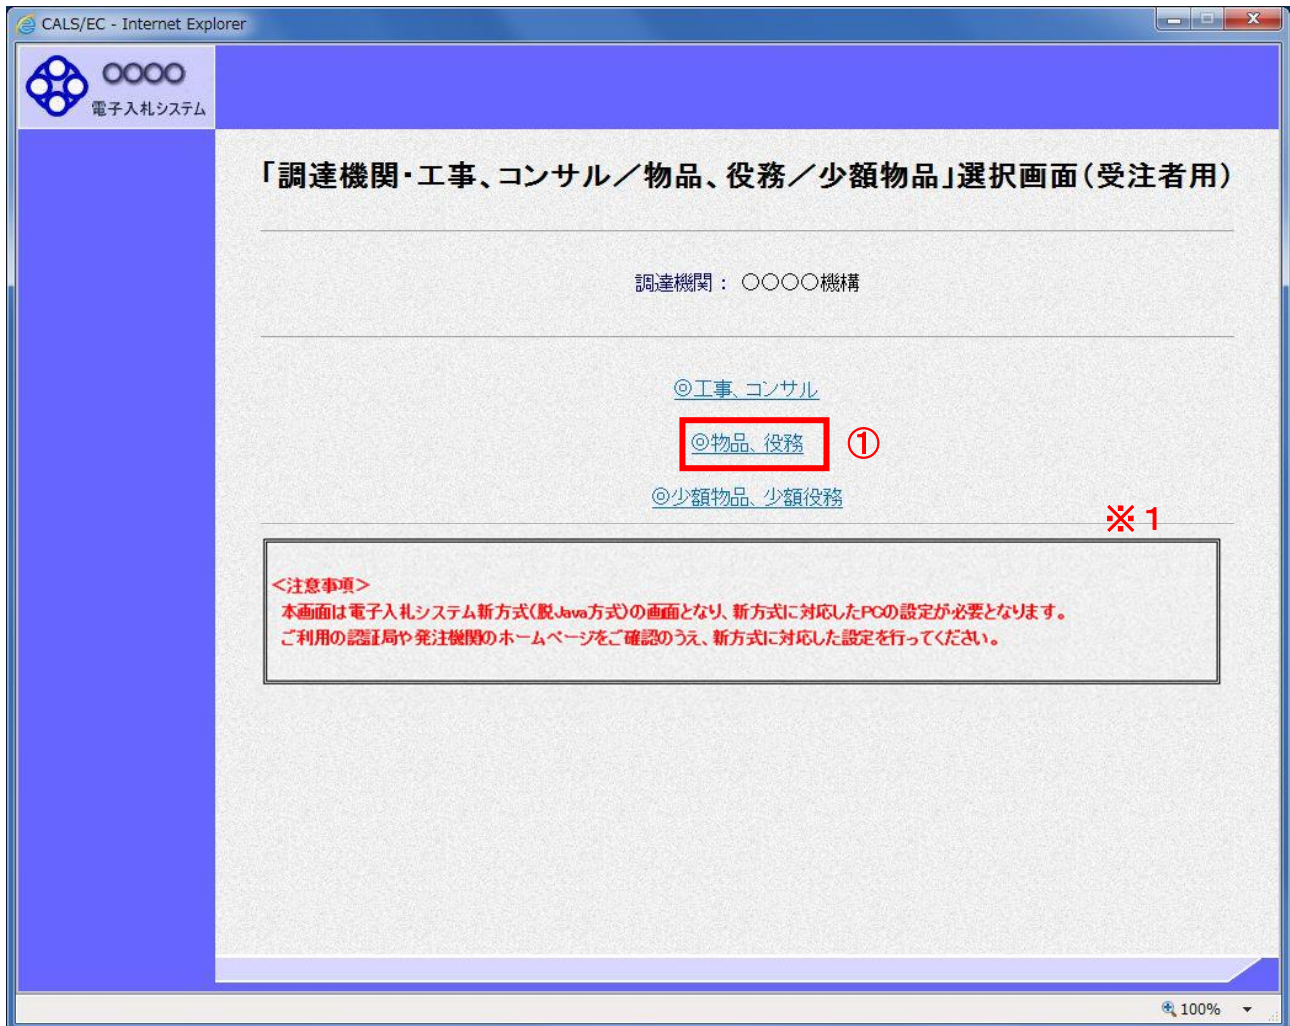 CALS/EC - Internet Explorer
○○○○
電子入札システム
「調達機関・工事、コンサル／物品、役務／少額物品」選択画面（受注者用）
調達機関： ○○○○機構
◎工事、コンサル
◎物品、役務 ①
◎少額物品、少額役務
※１
＜注意事項＞
本画面は電子入札システム新方式(脱Java方式)の画面となり、新方式に対応したPCの設定が必要となります。
ご利用の認証局や発注機関のホームページをご確認のうえ、新方式に対応した設定を行ってください。
100%